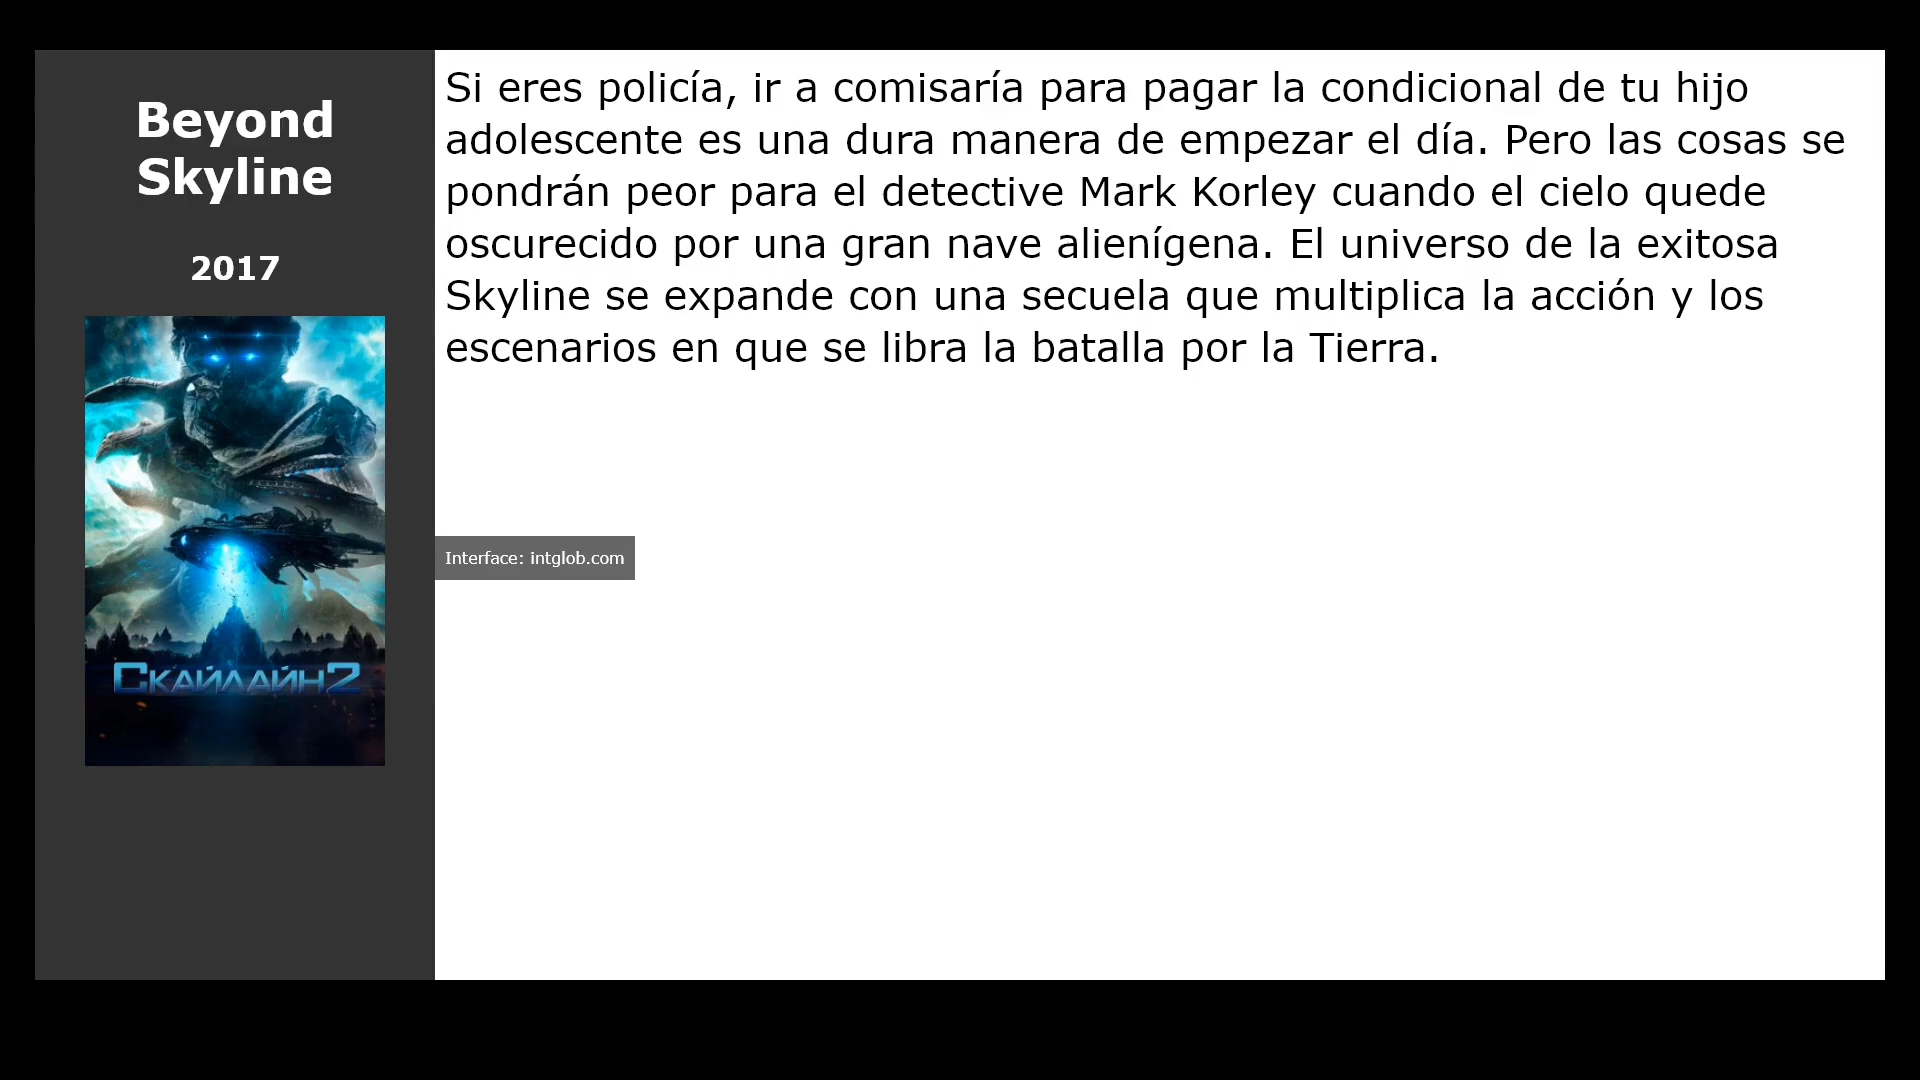 Beyond
Skyline
2017
Скайлайн2
Si eres policía, ir a comisaría para pagar la condicional de tu hijo
adolescente es una dura manera de empezar el día. Pero las cosas se
pondrán peor para el detective Mark Korley cuando el cielo quede
oscurecido por una gran nave alienígena. El universo de la exitosa
Skyline se expande con una secuela que multiplica la acción y los
escenarios en que se libra la batalla por la Tierra.
Interface: intglob.com